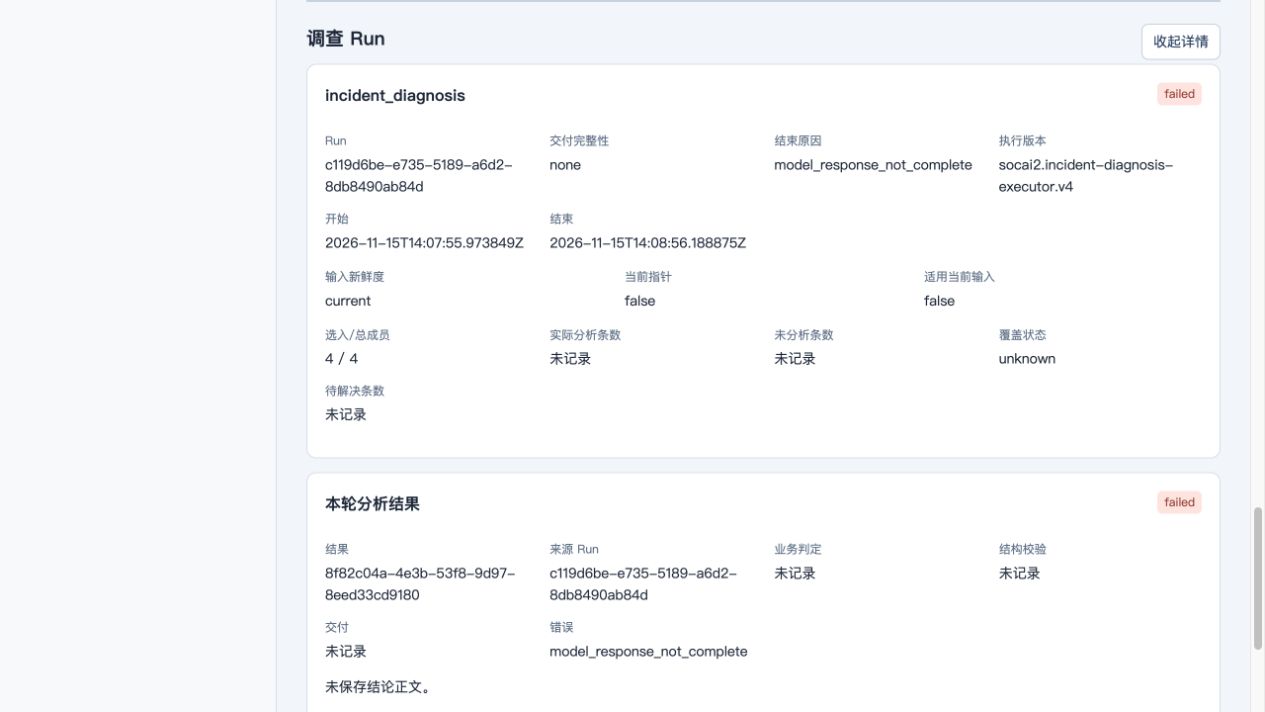 调查 Run
收起详情
incident_diagnosis
failed
Run
交付完整性
结束原因
执行版本
c119d6be-e735-5189-a6d2-
8db8490ab84d
none
model_response_not_complete
socai2.incident-diagnosis-
executor.v4
开始
结束
2026-11-15T14:07:55.973849Z
2026-11-15T14:08:56.188875Z
输入新鲜度
当前指针
适用当前输入
current
false
false
选入/总成员
实际分析条数
未分析条数
覆盖状态
4 / 4
未记录
未记录
unknown
待解决条数
未记录
本轮分析结果
failed
结果
来源 Run
业务判定
结构校验
8f82c04a-4e3b-53f8-9d97-
8eed33cd9180
c119d6be-e735-5189-a6d2-
8db8490ab84d
未记录
未记录
交付
错误
未记录
model_response_not_complete
未保存结论正文。